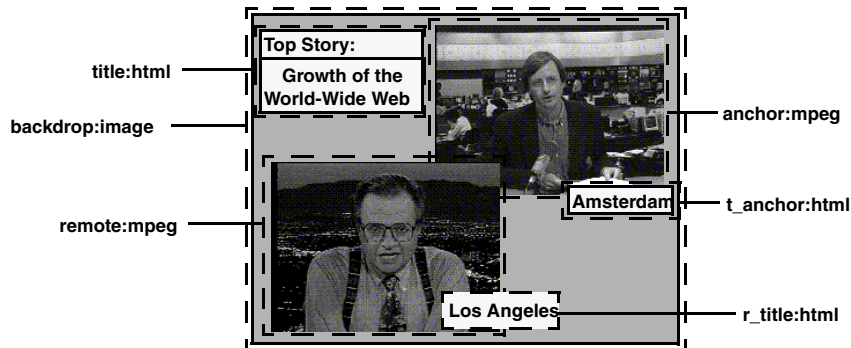 Top Story:
Growth of the
World-Wide Web
title:html
backdrop:image
anchor:mpeg
Amsterdam
t_anchor:html
remote:mpeg
Los Angeles
r_title:html